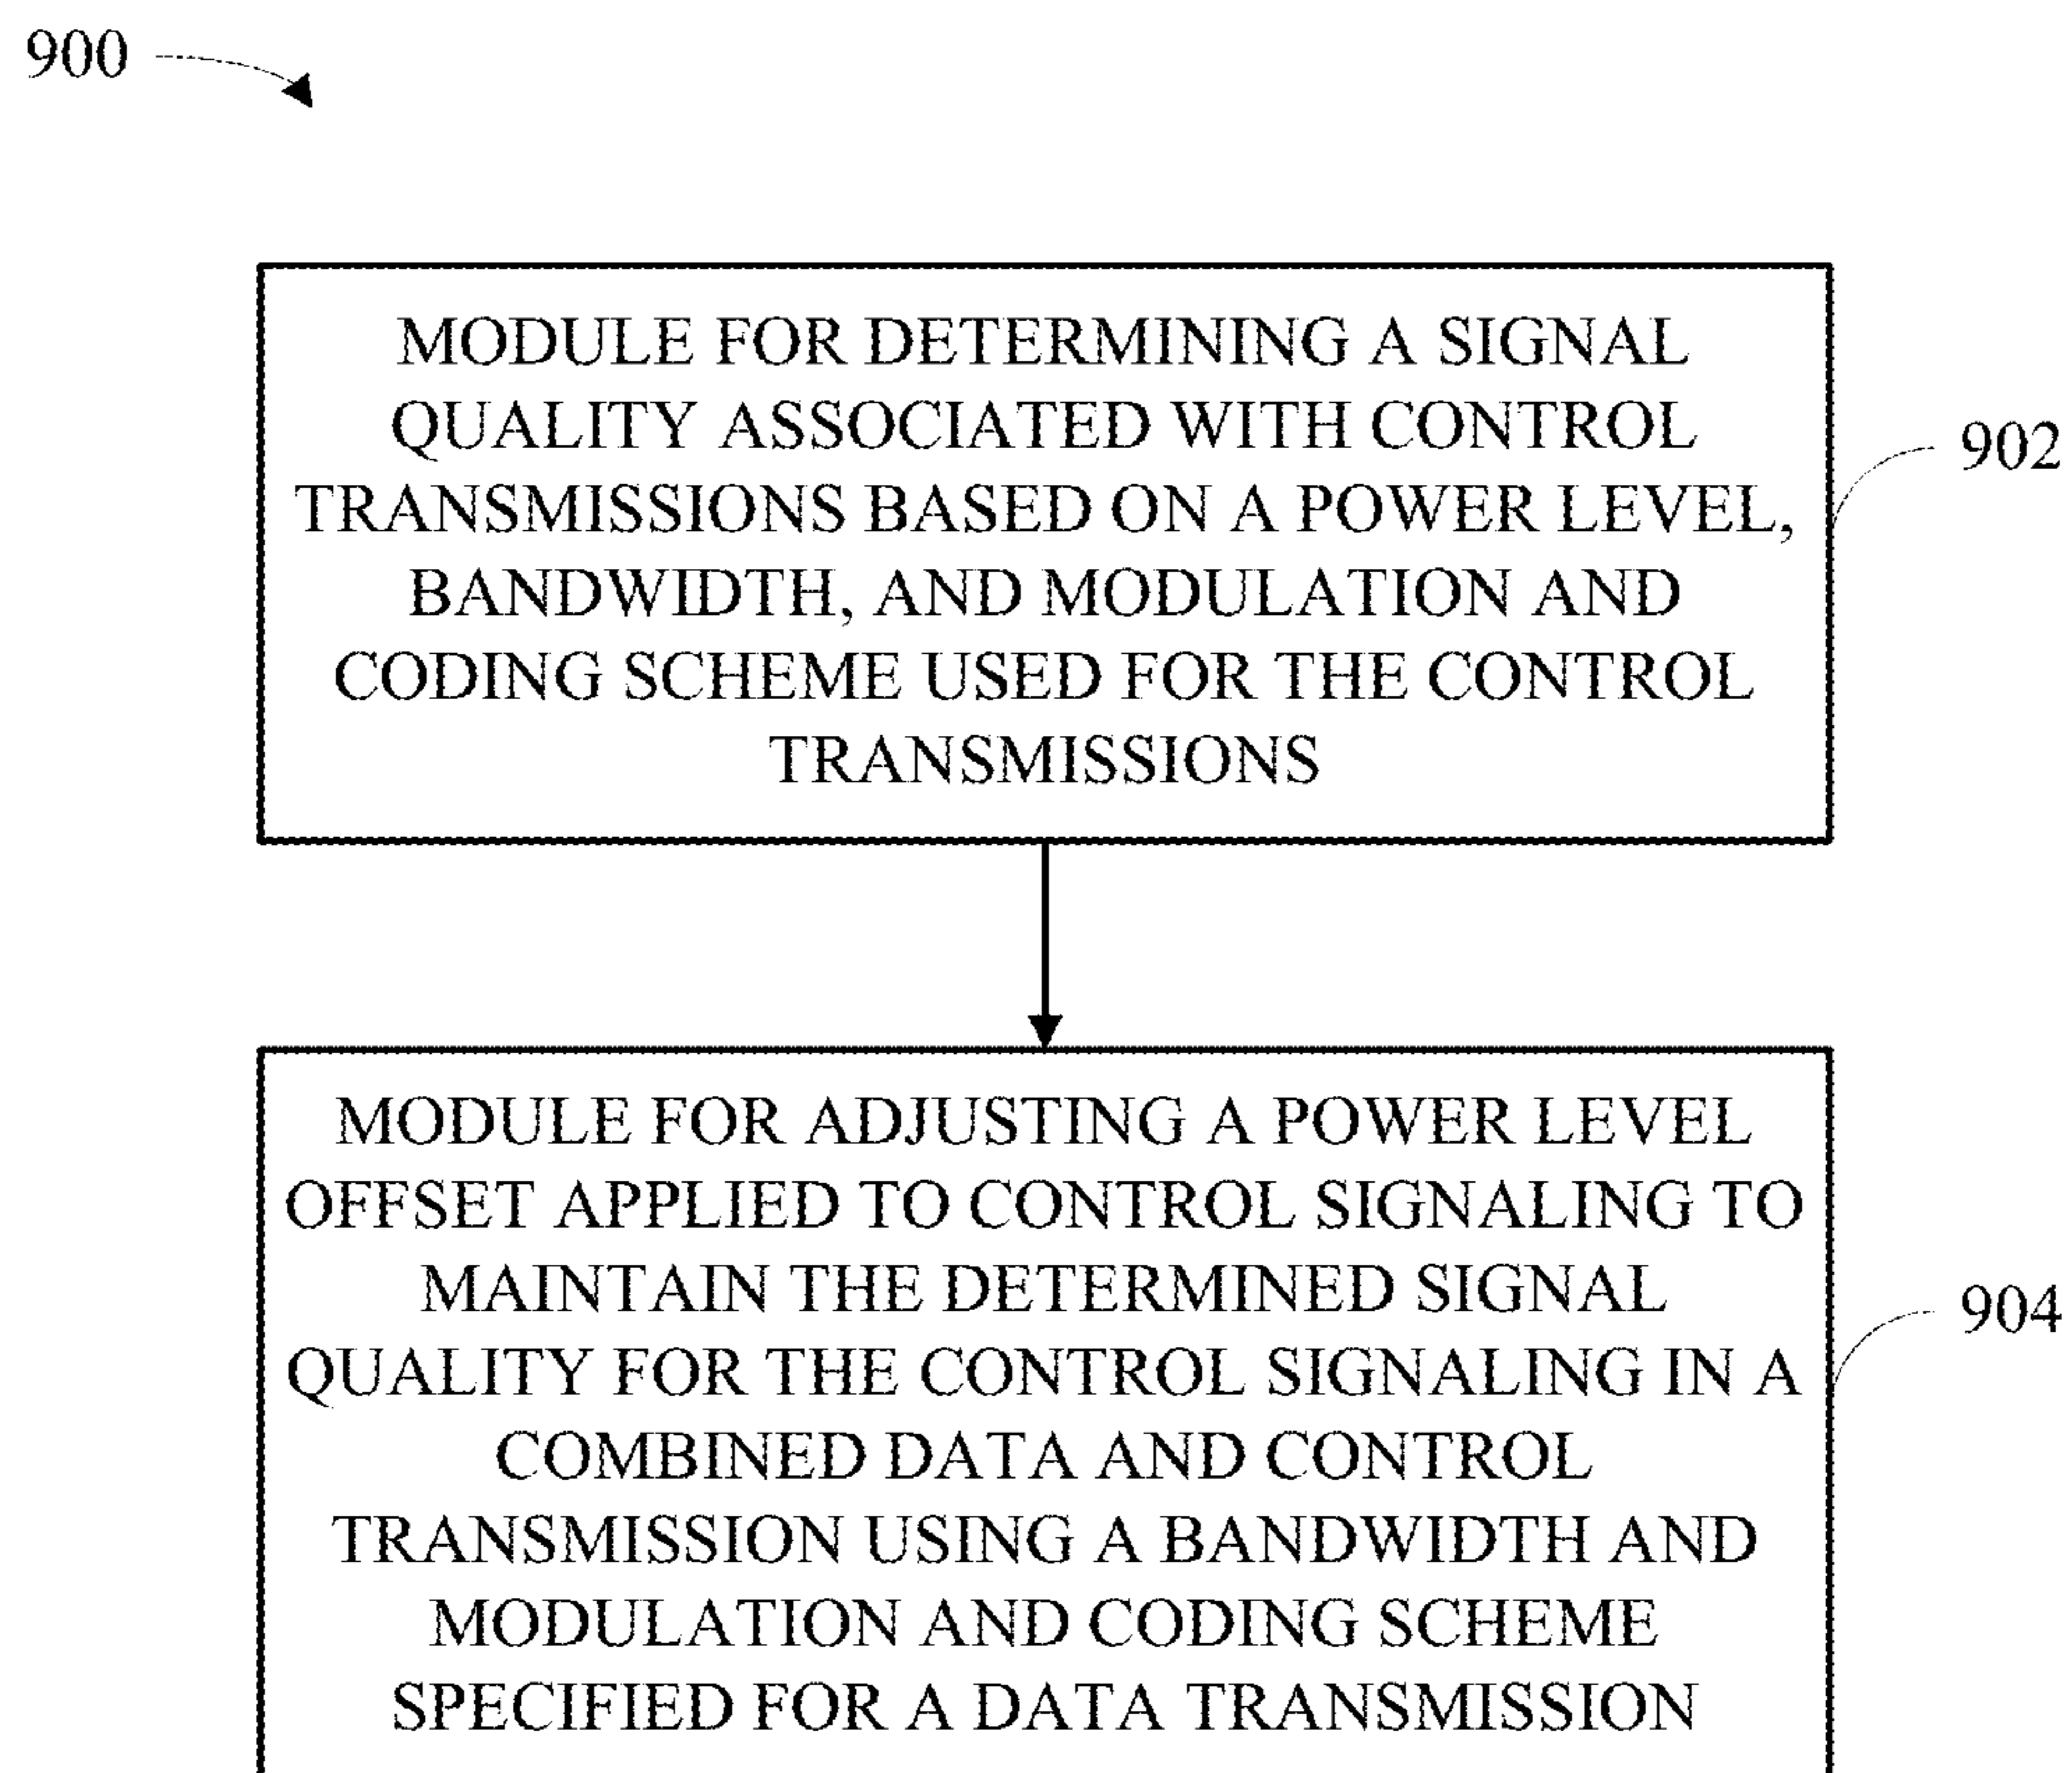 900
MODULE FOR DETERMINING A SIGNAL
QUALITY ASSOCIATED WITH CONTROL
TRANSMISSIONS BASED ON A POWER LEVEL,
BANDWIDTH, AND MODULATION AND
CODING SCHEME USED FOR THE CONTROL
TRANSMISSIONS
902
MODULE FOR ADJUSTING A POWER LEVEL
OFFSET APPLIED TO CONTROL SIGNALING TO
MAINTAIN THE DETERMINED SIGNAL
QUALITY FOR THE CONTROL SIGNALING IN A
COMBINED DATA AND CONTROL
TRANSMISSION USING A BANDWIDTH AND
MODULATION AND CODING SCHEME
SPECIFIED FOR A DATA TRANSMISSION
904